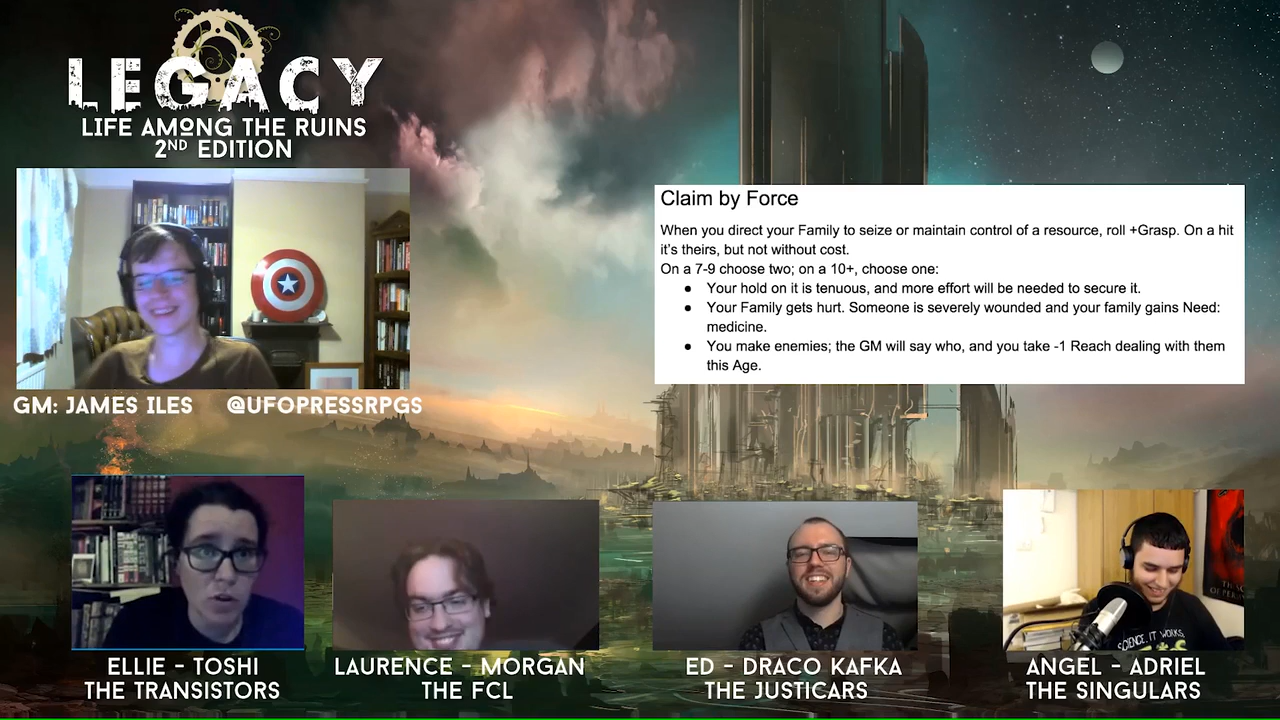 LEGACY
LIFE AMONG THE RUINS
2ND EDITION
Claim by Force
When you direct your Family to seize or maintain control of a resource, roll +Grasp. On a hit
it's theirs, but not without cost.
On a 7-9 choose two; on a 10+, choose one:
• Your hold on it is tenuous, and more effort will be needed to secure it.
• Your Family gets hurt. Someone is severely wounded and your family gains Need:
medicine.
• You make enemies; the GM will say who, and you take -1 Reach dealing with them
this Age.
GM: JAMES ILES @UFOPRESSRPGS
SCIENCE. IT WORKS,
ELLIE - TOSHI
THE TRANSISTORS
LAURENCE - MORGAN
THE FCL
ED - DRACO KAFKA
THE JUSTICARS
ANGEL - ADRIEL
THE SINGULARS